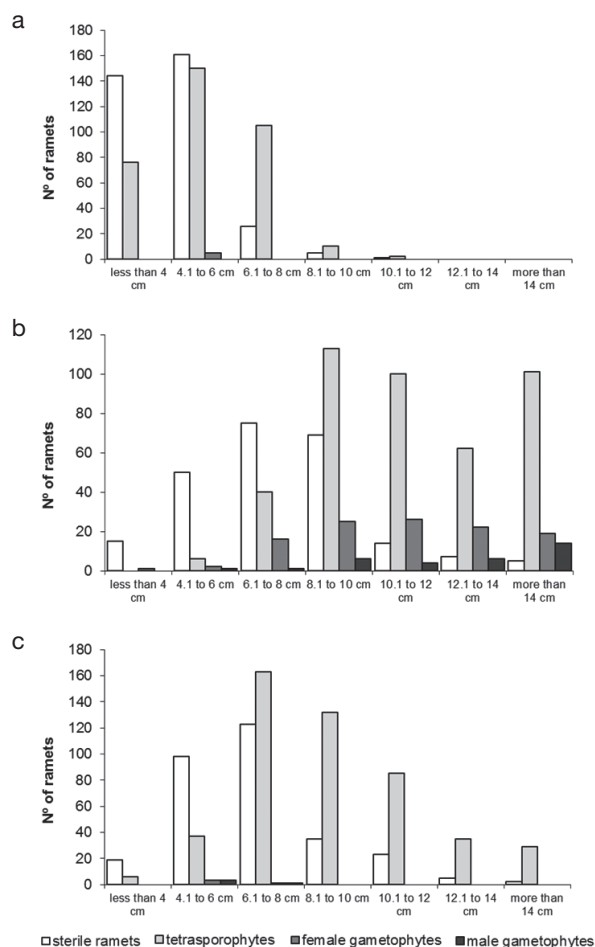 a
180
160
140
120
100
80
60
40
20
0
Nº of ramets
less than 4 cm
4.1 to 6 cm
6.1 to 8 cm
8.1 to 10 cm
10.1 to 12 cm
12.1 to 14 cm
more than 14 cm
b
120
100
80
60
40
20
0
Nº of ramets
less than 4 cm
4.1 to 6 cm
6.1 to 8 cm
8.1 to 10 cm
10.1 to 12 cm
12.1 to 14 cm
more than 14 cm
c
180
160
140
120
100
80
60
40
20
0
Nº of ramets
less than 4 cm
4.1 to 6 cm
6.1 to 8 cm
8.1 to 10 cm
10.1 to 12 cm
12.1 to 14 cm
more than 14 cm
sterile ramets tetrasporophytes female gametophytes male gametophytes